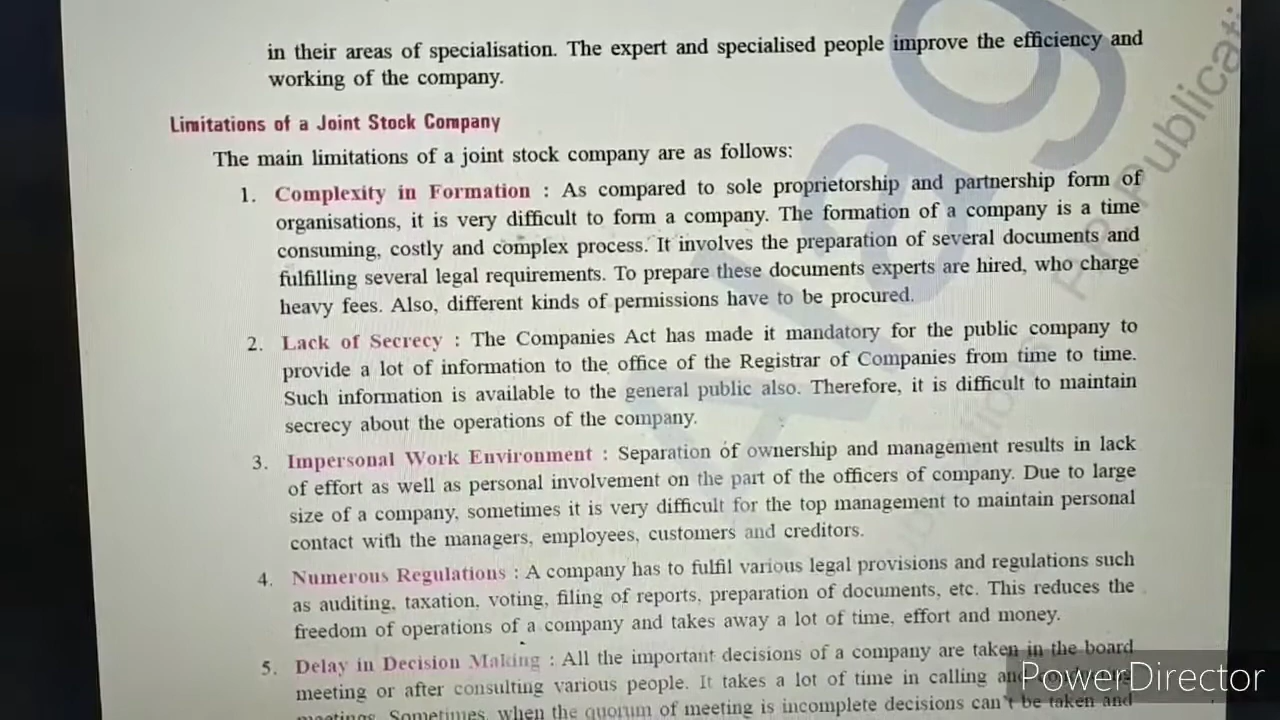 in their areas of specialisation. The expert and specialised people improve the efficiency and
working of the company.
Limitations of a Joint Stock Company
The main limitations of a joint stock company are as follows:
1. Complexity in Formation : As compared to sole proprietorship and partnership form of
organisations, it is very difficult to form a company. The formation of a company is a time
consuming, costly and complex process. It involves the preparation of several documents and
fulfilling several legal requirements. To prepare these documents experts are hired, who charge
heavy fees. Also, different kinds of permissions have to be procured.
2. Lack of Secrecy : The Companies Act has made it mandatory for the public company to
provide a lot of information to the office of the Registrar of Companies from time to time.
Such information is available to the general public also. Therefore, it is difficult to maintain
secrecy about the operations of the company.
3. Impersonal Work Environment : Separation of ownership and management results in lack
of effort as well as personal involvement on the part of the officers of company. Due to large
size of a company, sometimes it is very difficult for the top management to maintain personal
contact with the managers, employees, customers and creditors.
4. Numerous Regulations : A company has to fulfil various legal provisions and regulations such
as auditing, taxation, voting, filing of reports, preparation of documents, etc. This reduces the
freedom of operations of a company and takes away a lot of time, effort and money.
5. Delay in Decision Making : All the important decisions of a company are taken in the board
meeting or after consulting various people. It takes a lot of time in calling and
meetings. Sometimes, when the quorum of meeting is incomplete decisions can't be taken and
PowerDirector